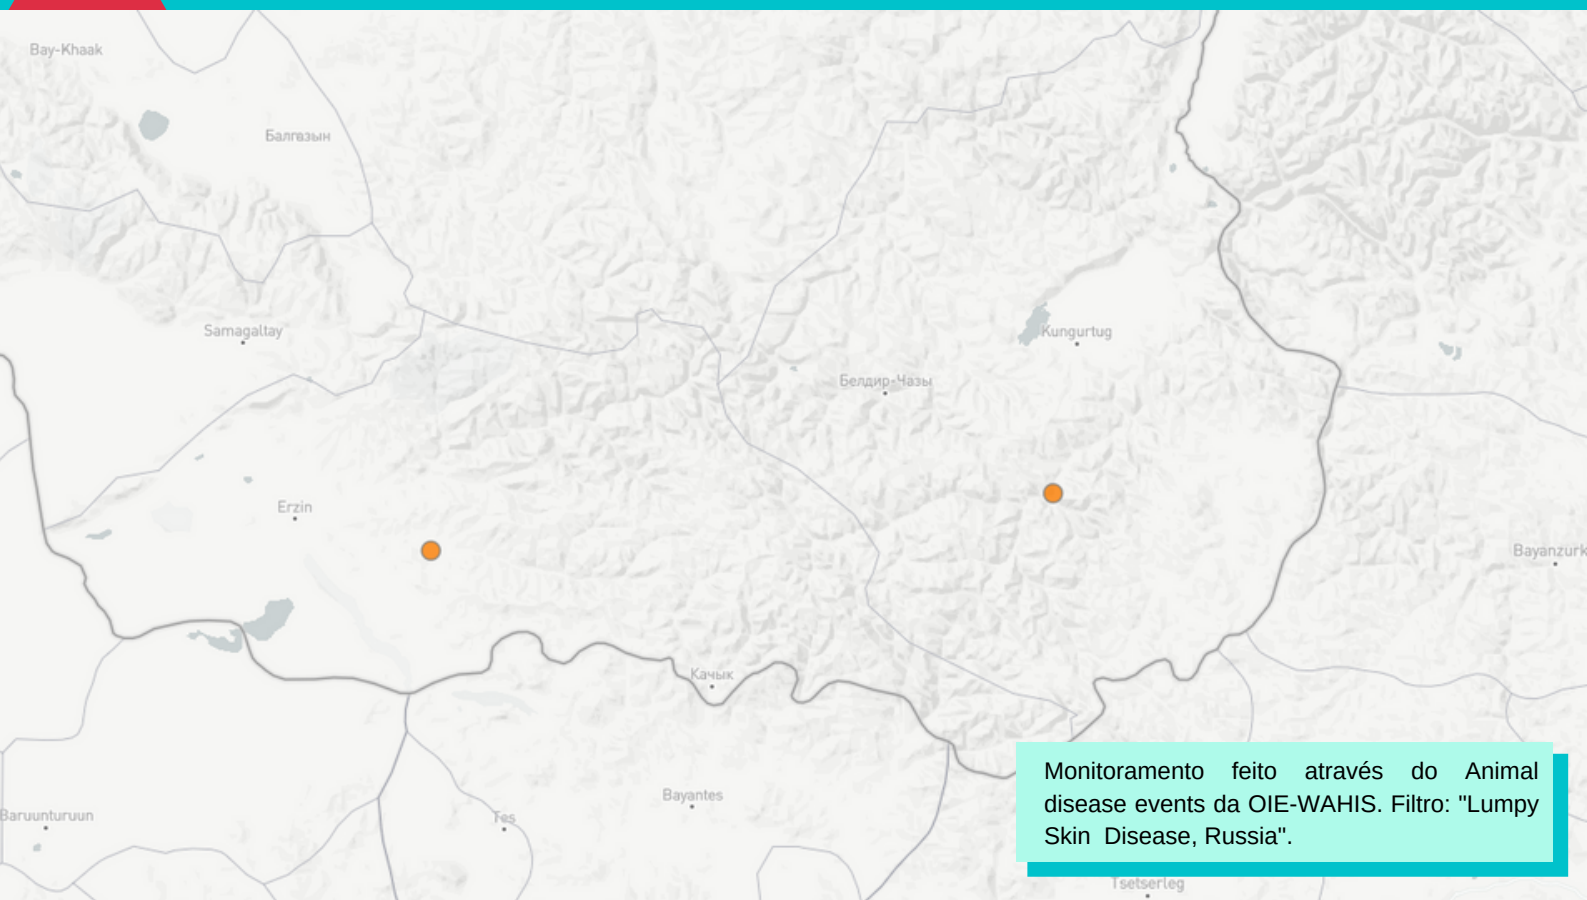 Bay-Khaak
Балгазын
Samagaltay
Kungurtug
Белдир-Чазы
Erzin
Bayanzurk
Качык
Monitoramento feito através do Animal
disease events da OIE-WAHIS. Filtro: "Lumpy
Skin Disease, Russia".
Bayantes
Baruunturuun
Tes
Tsetserleg